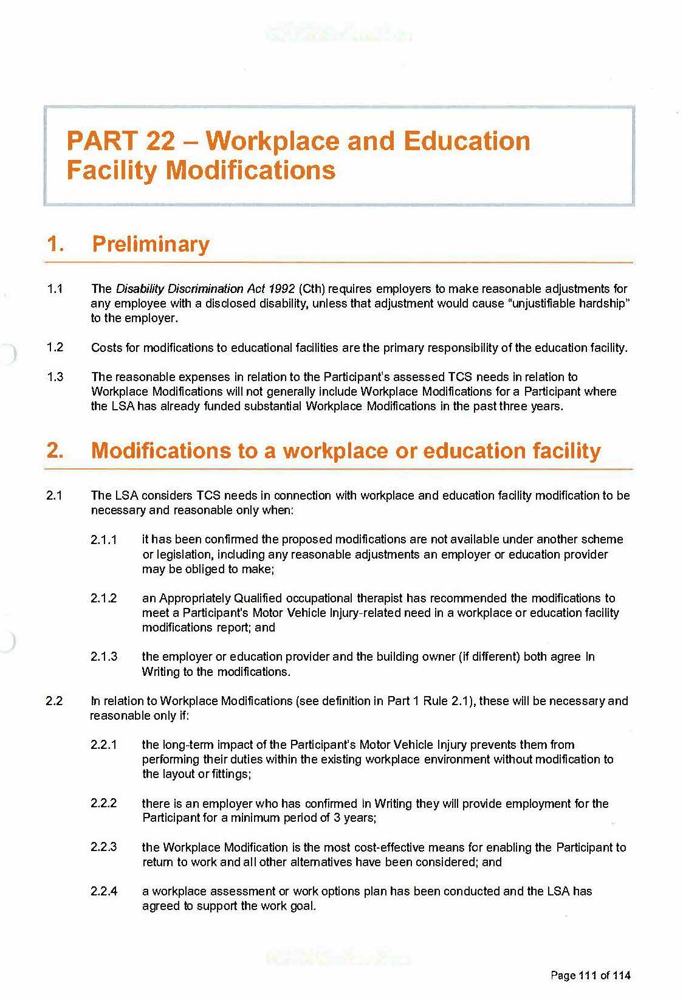 PART 22 – Workplace and Education
Facility Modifications
1. Preliminary
1.1 The Disability Discrimination Act 1992 (Cth) requires employers to make reasonable adjustments for
any employee with a disclosed disability, unless that adjustment would cause “unjustifiable hardship”
to the employer.
1.2 Costs for modifications to educational facilities are the primary responsibility of the education facility.
1.3 The reasonable expenses in relation to the Participant's assessed TCS needs in relation to
Workplace Modifications will not generally include Workplace Modifications for a Participant where
the LSA has already funded substantial Workplace Modifications in the past three years.
2. Modifications to a workplace or education facility
2.1 The LSA considers TCS needs in connection with workplace and education facility modification to be
necessary and reasonable only when:
2.1.1 it has been confirmed the proposed modifications are not available under another scheme
or legislation, including any reasonable adjustments an employer or education provider
may be obliged to make;
2.1.2 an Appropriately Qualified occupational therapist has recommended the modifications to
meet a Participant's Motor Vehicle Injury-related need in a workplace or education facility
modifications report; and
2.1.3 the employer or education provider and the building owner (if different) both agree In
Writing to the modifications.
2.2 In relation to Workplace Modifications (see definition in Part 1 Rule 2.1), these will be necessary and
reasonable only if:
2.2.1 the long-term impact of the Participant's Motor Vehicle Injury prevents them from
performing their duties within the existing workplace environment without modification to
the layout or fittings;
2.2.2 there is an employer who has confirmed In Writing they will provide employment for the
Participant for a minimum period of 3 years;
2.2.3 the Workplace Modification is the most cost-effective means for enabling the Participant to
return to work and all other alternatives have been considered; and
2.2.4 a workplace assessment or work options plan has been conducted and the LSA has
agreed to support the work goal.
Page 111 of 114